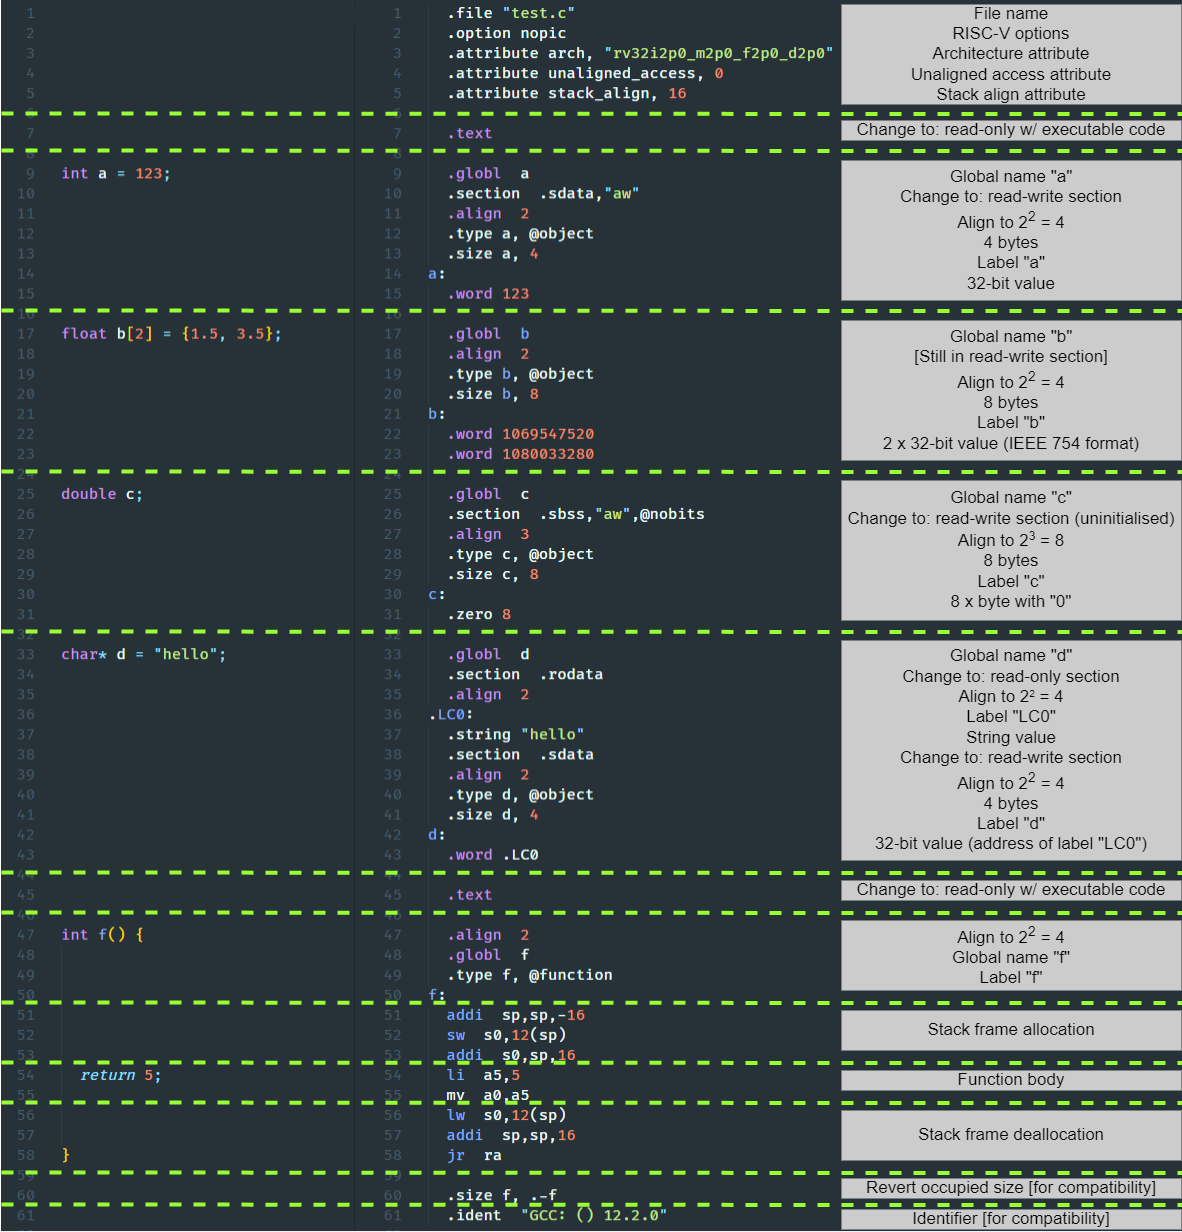 1
2
3
4
5
6
7
8
9 int a = 123;
10
11
12
13
14
15
16
17 float b[2] = {1.5, 3.5};
18
19
20
21
22
23
24
25 double c;
26
27
28
29
30
31
32
33 char* d = "hello";
34
35
36
37
38
39
40
41
42
43
44
45
46
47 int f() {
48
49
50
51
52
53
54 return 5;
55
56
57
58 }
59
60
61
1 .file "test.c"
2 .option nopic
3 .attribute arch, "rv32i2p0_m2p0_f2p0_d2p0"
4 .attribute unaligned_access, 0
5 .attribute stack_align, 16
6
7 .text
8
9 .globl a
10 .section .sdata,"aw"
11 .align 2
12 .type a, @object
13 .size a, 4
14 a:
15 .word 123
16
17 .globl b
18 .align 2
19 .type b, @object
20 .size b, 8
21 b:
22 .word 1069547520
23 .word 1080033280
24
25 .globl c
26 .section .sbss,"aw",@nobits
27 .align 3
28 .type c, @object
29 .size c, 8
30 c:
31 .zero 8
32
33 .globl d
34 .section .rodata
35 .align 2
36 .LC0:
37 .string "hello"
38 .section .sdata
39 .align 2
40 .type d, @object
41 .size d, 4
42 d:
43 .word .LC0
44
45 .text
46
47 .align 2
48 .globl f
49 .type f, @function
50 f:
51 addi sp,sp,-16
52 sw s0,12(sp)
53 addi s0,sp,16
54 li a5,5
55 mv a0,a5
56 lw s0,12(sp)
57 addi sp,sp,16
58 jr ra
59
60 .size f, .-f
61 .ident "GCC: () 12.2.0"
File name
RISC-V options
Architecture attribute
Unaligned access attribute
Stack align attribute
Change to: read-only w/ executable code
Global name "a"
Change to: read-write section
Align to 2² = 4
4 bytes
Label "a"
32-bit value
Global name "b"
[Still in read-write section]
Align to 2² = 4
8 bytes
Label "b"
2 x 32-bit value (IEEE 754 format)
Global name "c"
Change to: read-write section (uninitialised)
Align to 2³ = 8
8 bytes
Label "c"
8 x byte with "0"
Global name "d"
Change to: read-only section
Align to 2² = 4
Label "LC0"
String value
Change to: read-write section
Align to 2² = 4
4 bytes
Label "d"
32-bit value (address of label "LC0")
Change to: read-only w/ executable code
Align to 2² = 4
Global name "f"
Label "f"
Stack frame allocation
Function body
Stack frame deallocation
Revert occupied size [for compatibility]
Identifier [for compatibility]